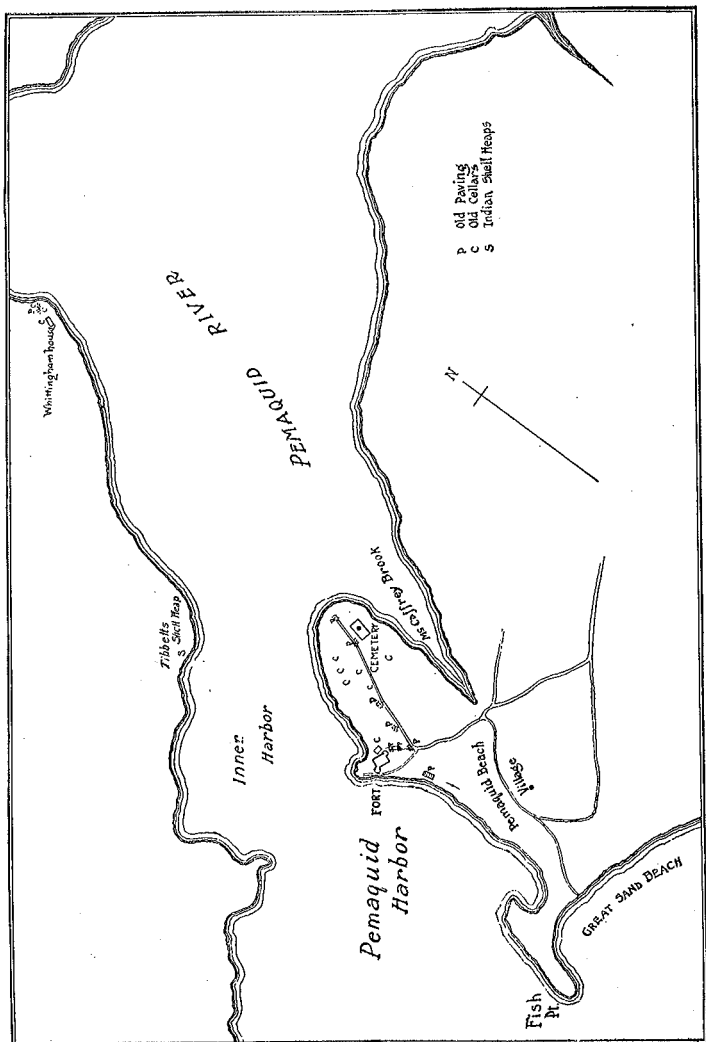 PEMAQUID RIVER
P Old Paving
C Old Cellars
S Indian Shell Heaps
N
C
C
Whittingham house
Tibbetts
S Shell Heap
Inner
Harbor
McCaffrey Brook
P
P
CEMETERY
C
C
C
C
C
C
C
P
P
C
P
P
FORT
P
Pemaquid Beach
Village
Pemaquid
Harbor
GREAT SAND BEACH
Fish
Pt.